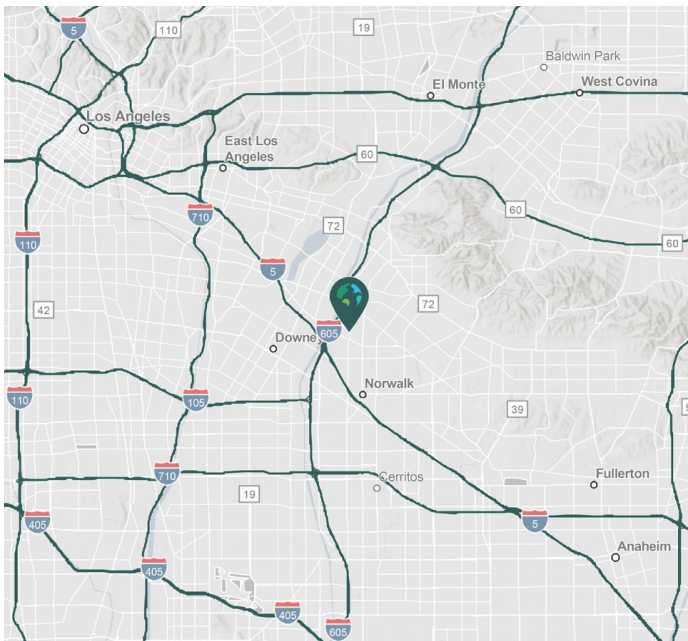 5
110
19
Baldwin Park
El Monte
West Covina
Los Angeles
East Los
Angeles
60
710
60
72
110
60
5
42
72
605
Downey
Norwalk
110
105
39
710
Cerritos
Fullerton
19
405
5
Anaheim
405
405
605